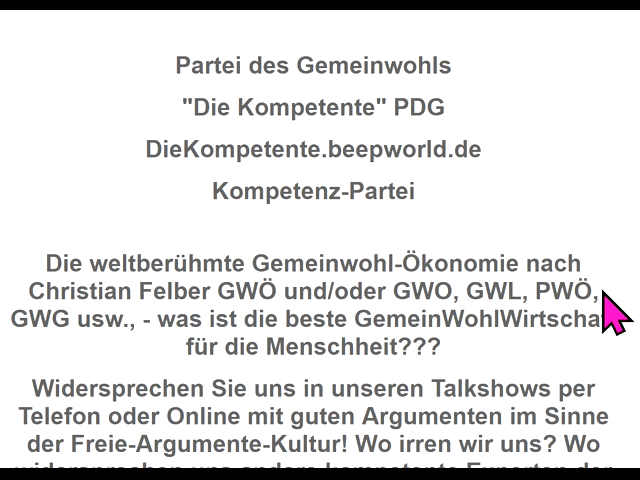 Partei des Gemeinwohls
"Die Kompetente" PDG
DieKompetente.beepworld.de
Kompetenz-Partei
Die weltberühmte Gemeinwohl-Ökonomie nach
Christian Felber GWÖ und/oder GWO, GWL, PWÖ,
GWG usw., - was ist die beste
für die Menschheit???
Widersprechen Sie uns in unseren Talkshows per
Telefon oder Online mit guten Argumenten im Sinne
der Freie-Argumente-Kultur! Wo irren wir uns? Wo